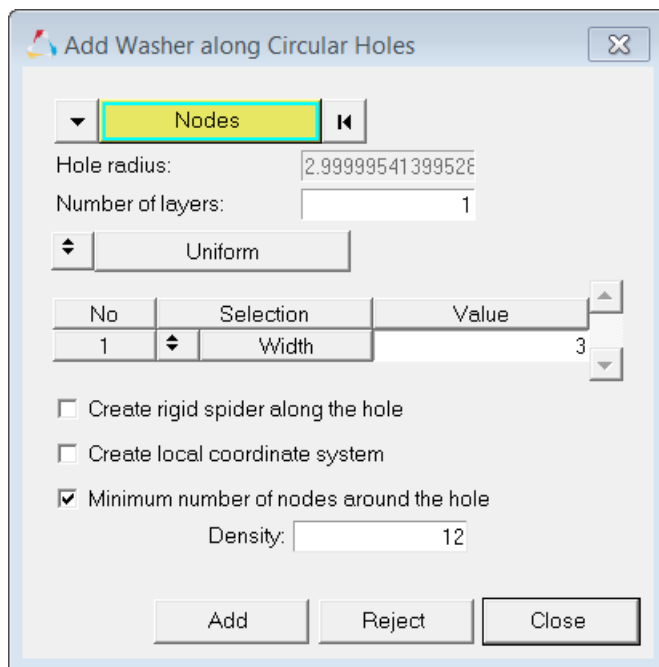 Add Washer along Circular Holes
Nodes
Hole radius: 2.99999541399528
Number of layers: 1
Uniform
No Selection Value
1 Width 3
Create rigid spider along the hole
Create local coordinate system
Minimum number of nodes around the hole
Density: 12
Add Reject Close